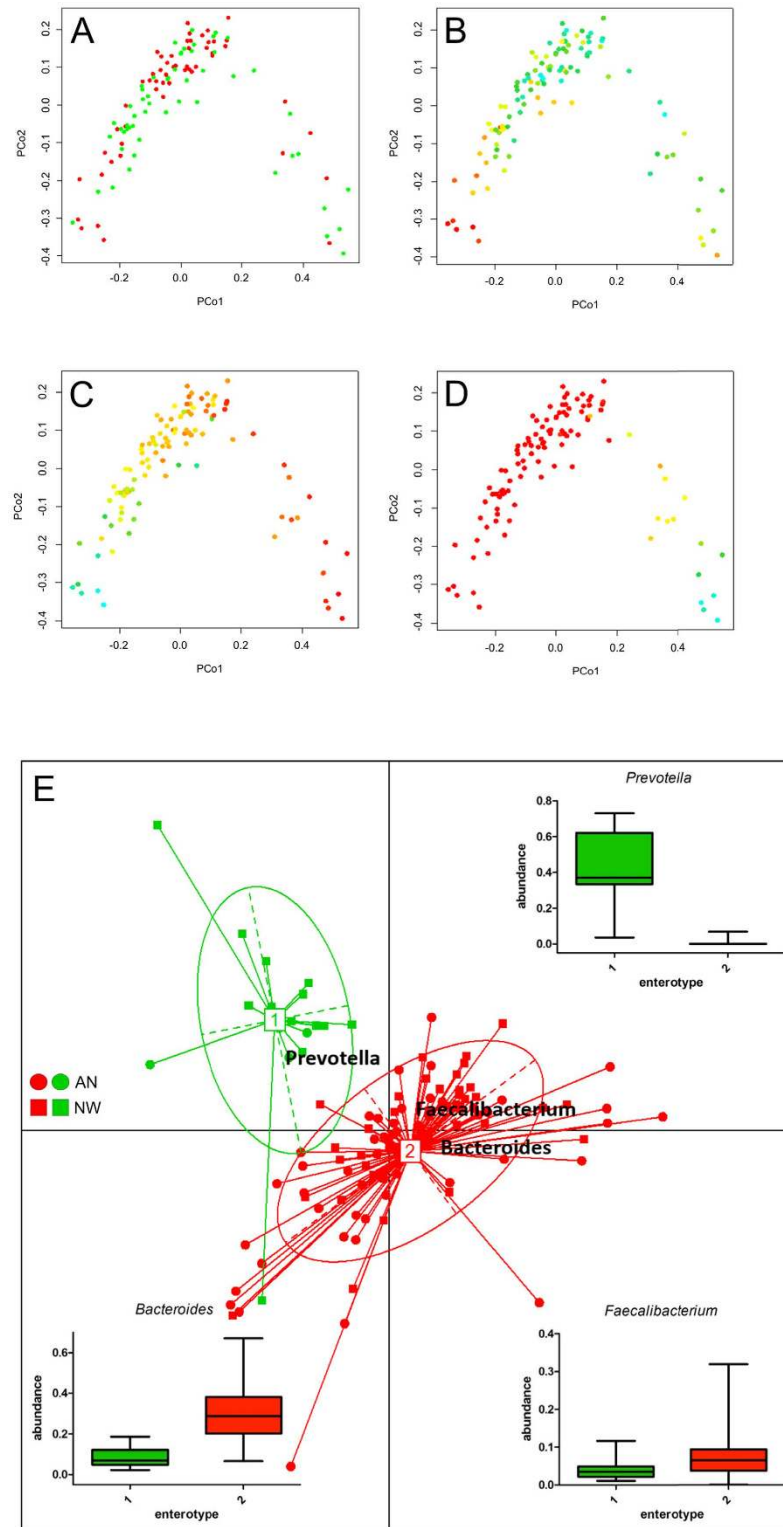 A
PCo2
0.2
0.1
0.0
-0.1
-0.2
-0.3
-0.4
-0.2 0.0 0.2 0.4
PCo1
B
PCo2
0.2
0.1
0.0
-0.1
-0.2
-0.3
-0.4
-0.2 0.0 0.2 0.4
PCo1
C
PCo2
0.2
0.1
0.0
-0.1
-0.2
-0.3
-0.4
-0.2 0.0 0.2 0.4
PCo1
D
PCo2
0.2
0.1
0.0
-0.1
-0.2
-0.3
-0.4
-0.2 0.0 0.2 0.4
PCo1
E
Prevotella
abundance
0.8
0.6
0.4
0.2
0.0
1 2
enterotype
1
Prevotella
AN
NW
Faecalibacterium
2
Bacteroides
Bacteroides
abundance
0.6
0.4
0.2
0.0
1 2
enterotype
Faecalibacterium
abundance
0.4
0.3
0.2
0.1
0.0
1 2
enterotype